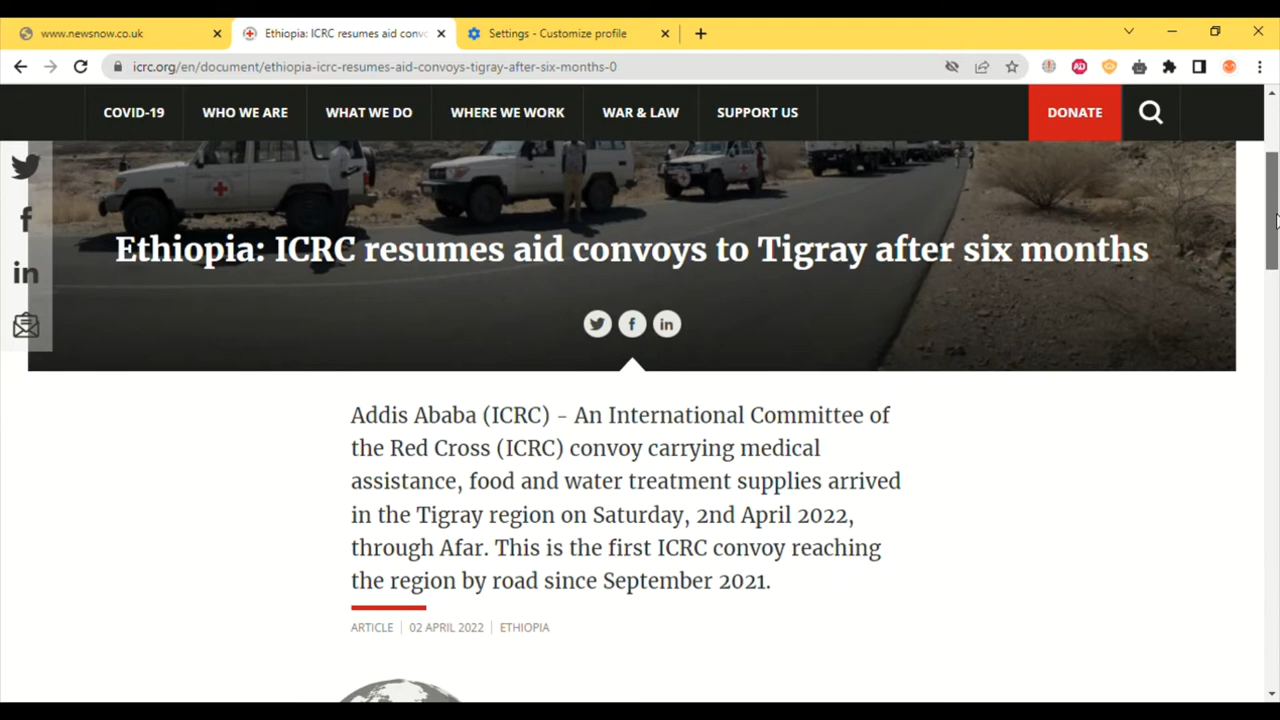 www.newsnow.co.uk
Ethiopia: ICRC resumes aid conv
Settings - Customize profile
icrc.org/en/document/ethiopia-icrc-resumes-aid-convoys-tigray-after-six-months-0
COVID-19
WHO WE ARE
WHAT WE DO
WHERE WE WORK
WAR & LAW
SUPPORT US
DONATE
Ethiopia: ICRC resumes aid convoys to Tigray after six months
Addis Ababa (ICRC) - An International Committee of
the Red Cross (ICRC) convoy carrying medical
assistance, food and water treatment supplies arrived
in the Tigray region on Saturday, 2nd April 2022,
through Afar. This is the first ICRC convoy reaching
the region by road since September 2021.
ARTICLE | 02 APRIL 2022 | ETHIOPIA